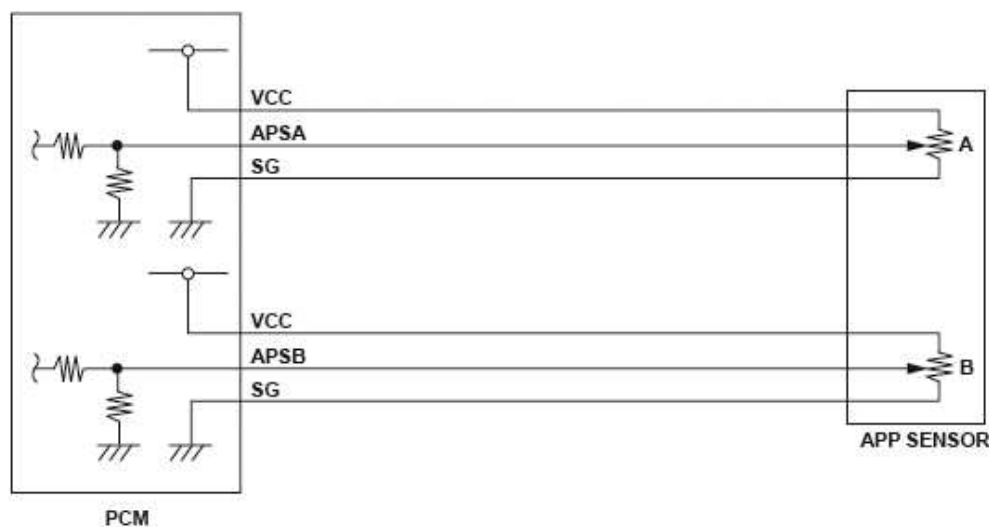 VCC
APSA
SG
A
VCC
APSB
SG
B
APP SENSOR
PCM